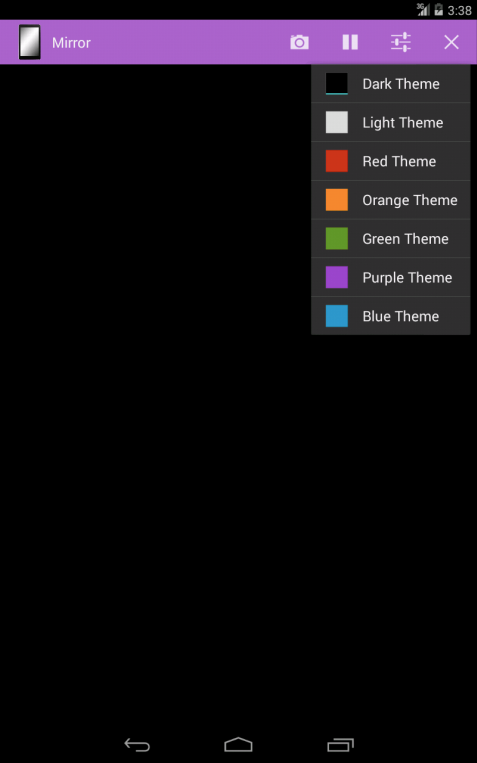 3G 3:38
Mirror
Dark Theme
Light Theme
Red Theme
Orange Theme
Green Theme
Purple Theme
Blue Theme